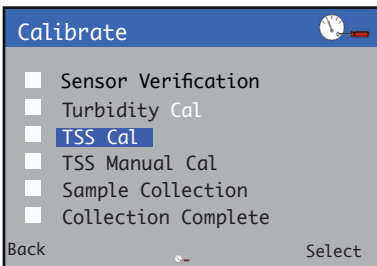 Calibrate
Sensor Verification
Turbidity Cal
TSS Cal
TSS Manual Cal
Sample Collection
Collection Complete
Back Select